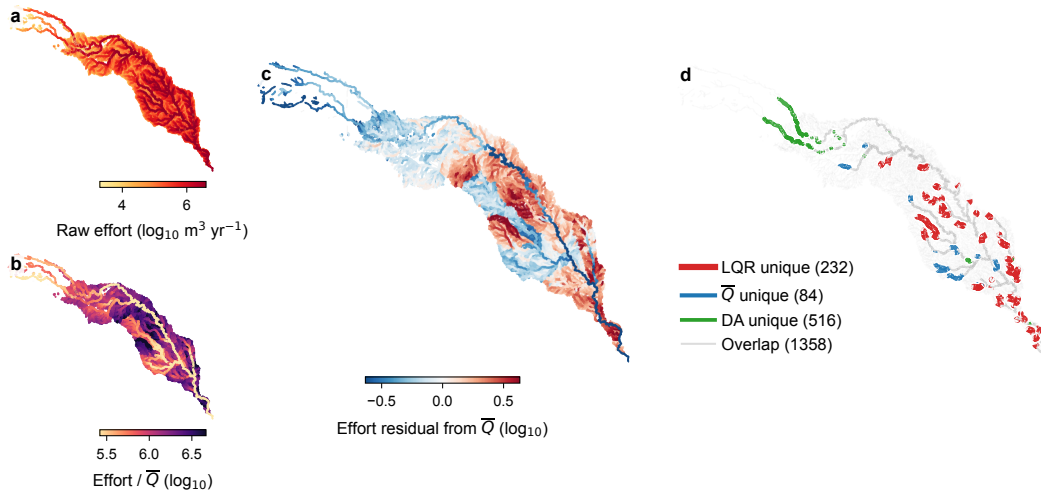 a
4 6
Raw effort (log₁₀ m³ yr⁻¹)
b
5.5 6.0 6.5
Effort / Q̅ (log₁₀)
c
−0.5 0.0 0.5
Effort residual from Q̅ (log₁₀)
d
LQR unique (232)
Q̅ unique (84)
DA unique (516)
Overlap (1358)